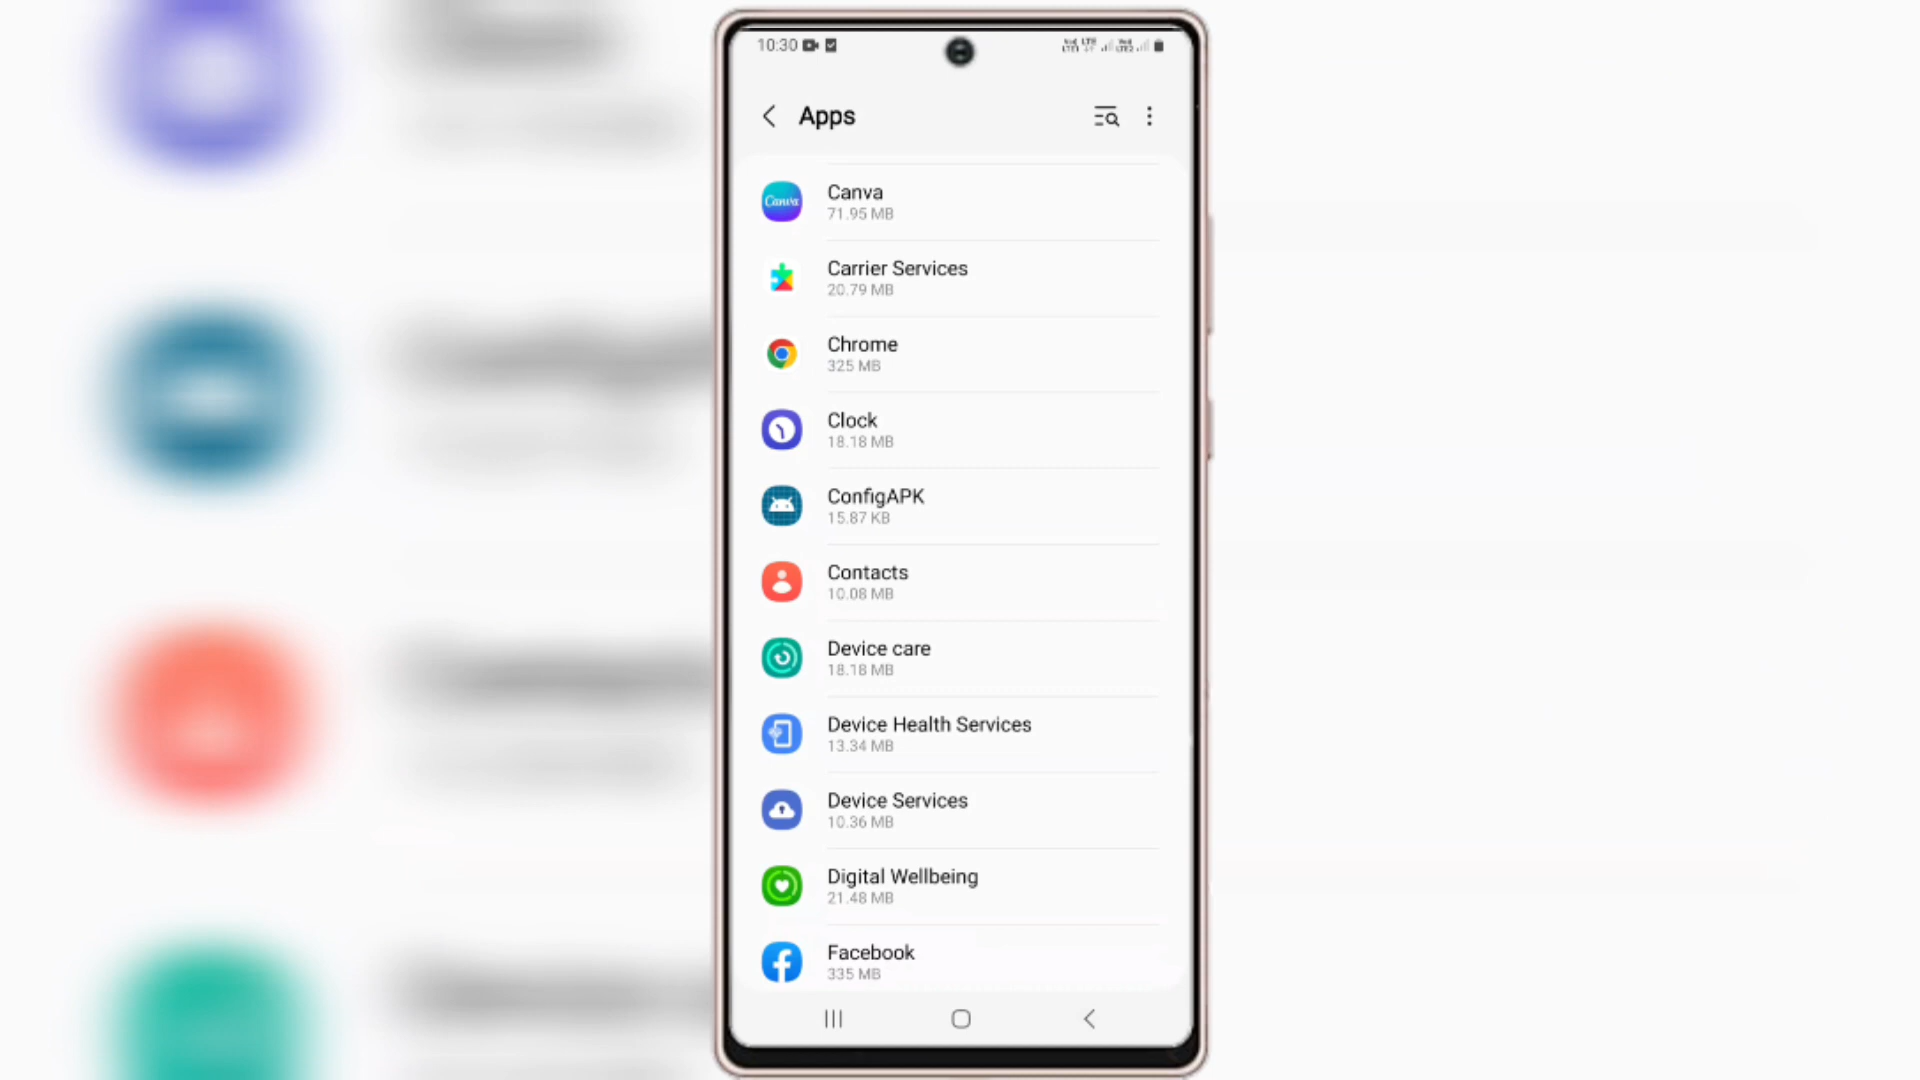 10:30
Apps
Canva
Canva
71.95 MB
Carrier Services
20.79 MB
Chrome
325 MB
Clock
18.18 MB
ConfigAPK
15.87 KB
Contacts
10.08 MB
Device care
18.18 MB
Device Health Services
13.34 MB
Device Services
10.36 MB
Digital Wellbeing
21.48 MB
Facebook
335 MB